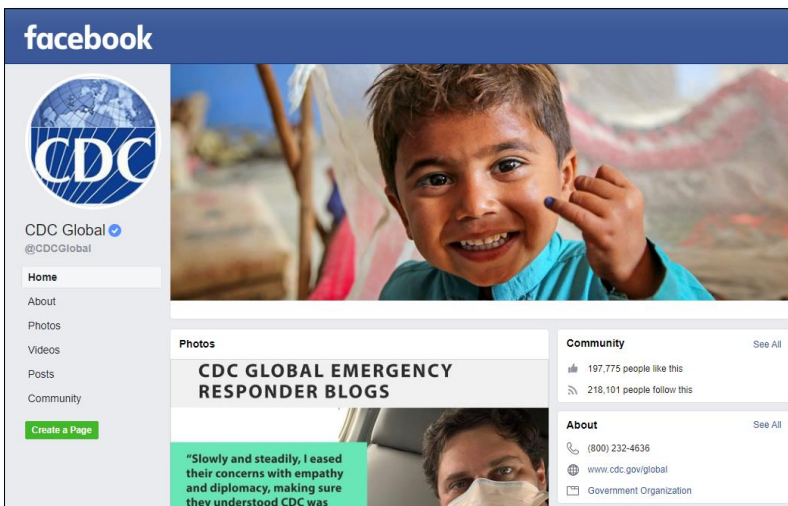 facebook
CDC
CDC Global
@CDCGlobal
Home
About
Photos
Videos
Posts
Community
Create a Page
Photos
CDC GLOBAL EMERGENCY
RESPONDER BLOGS
"Slowly and steadily, I eased
their concerns with empathy
and diplomacy, making sure
they understood CDC was
Community
See All
197,775 people like this
218,101 people follow this
About
See All
(800) 232-4636
www.cdc.gov/global
Government Organization